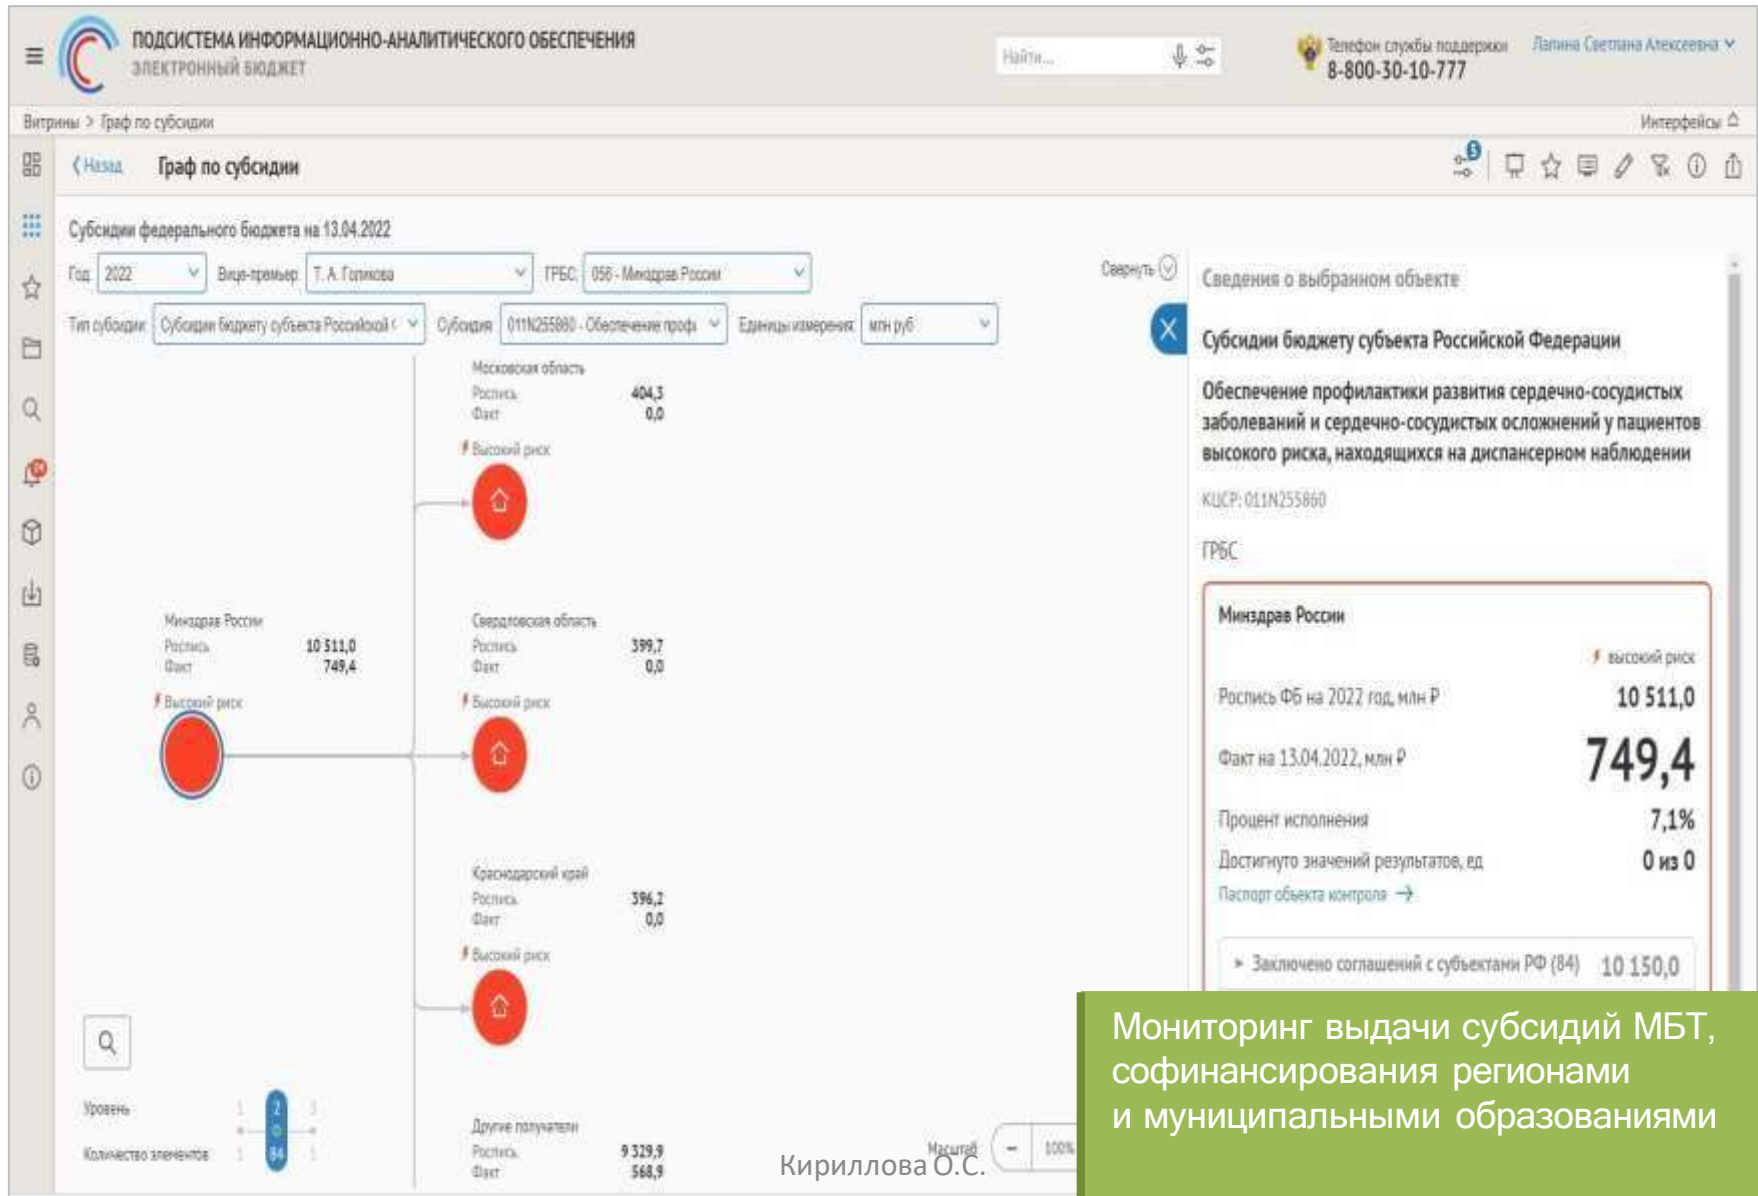 ПОДСИСТЕМА ИНФОРМАЦИОННО-АНАЛИТИЧЕСКОГО ОБЕСПЕЧЕНИЯ
ЭЛЕКТРОННЫЙ БЮДЖЕТ
Найти...
Телефон службы поддержки
8-800-30-10-777
Лапина Светлана Алексеевна
Витрины > Граф по субсидии
Интерфейсы
Назад
Граф по субсидии
5
Субсидии федерального бюджета на 13.04.2022
Год: 2022 Вице-премьер: Т. А. Голикова ГРБС: 056 - Минздрав России
Свернуть
Тип субсидии: Субсидии бюджету субъекта Российской Субсидия: 011N255860 - Обеспечение профи Единицы измерения: млн руб
Московская область
Роспись 404,3
Факт 0,0
Высокий риск
Минздрав России
Роспись 10 511,0
Факт 749,4
Высокий риск
Свердловская область
Роспись 399,7
Факт 0,0
Высокий риск
Краснодарский край
Роспись 396,2
Факт 0,0
Высокий риск
Другие получатели
Роспись 9 329,9
Факт 568,9
Уровень 1 2 3
Количество элементов 1 84 1
Масштаб − 100%
Сведения о выбранном объекте
Субсидии бюджету субъекта Российской Федерации
Обеспечение профилактики развития сердечно-сосудистых
заболеваний и сердечно-сосудистых осложнений у пациентов
высокого риска, находящихся на диспансерном наблюдении
КЦСР: 011N255860
ГРБС
Минздрав России
высокий риск
Роспись ФБ на 2022 год, млн ₽ 10 511,0
Факт на 13.04.2022, млн ₽ 749,4
Процент исполнения 7,1%
Достигнуто значений результатов, ед 0 из 0
Паспорт объекта контроля →
Заключено соглашений с субъектами РФ (84) 10 150,0
Мониторинг выдачи субсидий МБТ,
софинансирования регионами
и муниципальными образованиями
Кириллова О.С.